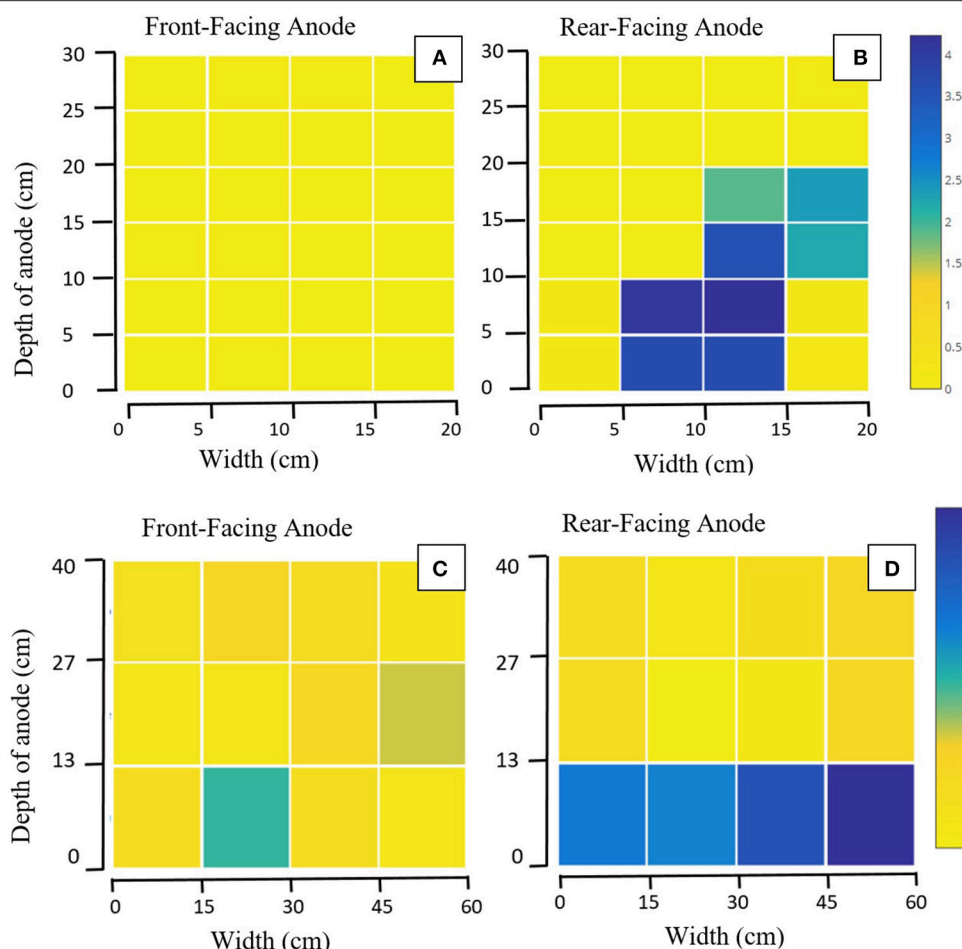 Front-Facing Anode
A
30
25
20
15
10
5
0
Depth of anode (cm)
0 5 10 15 20
Width (cm)
Rear-Facing Anode
B
30
25
20
15
10
5
0
0 5 10 15 20
Width (cm)
4
3.5
3
2.5
2
1.5
1
0.5
0
Front-Facing Anode
C
40
27
13
0
Depth of anode (cm)
0 15 30 45 60
Width (cm)
Rear-Facing Anode
D
40
27
13
0
0 15 30 45 60
Width (cm)